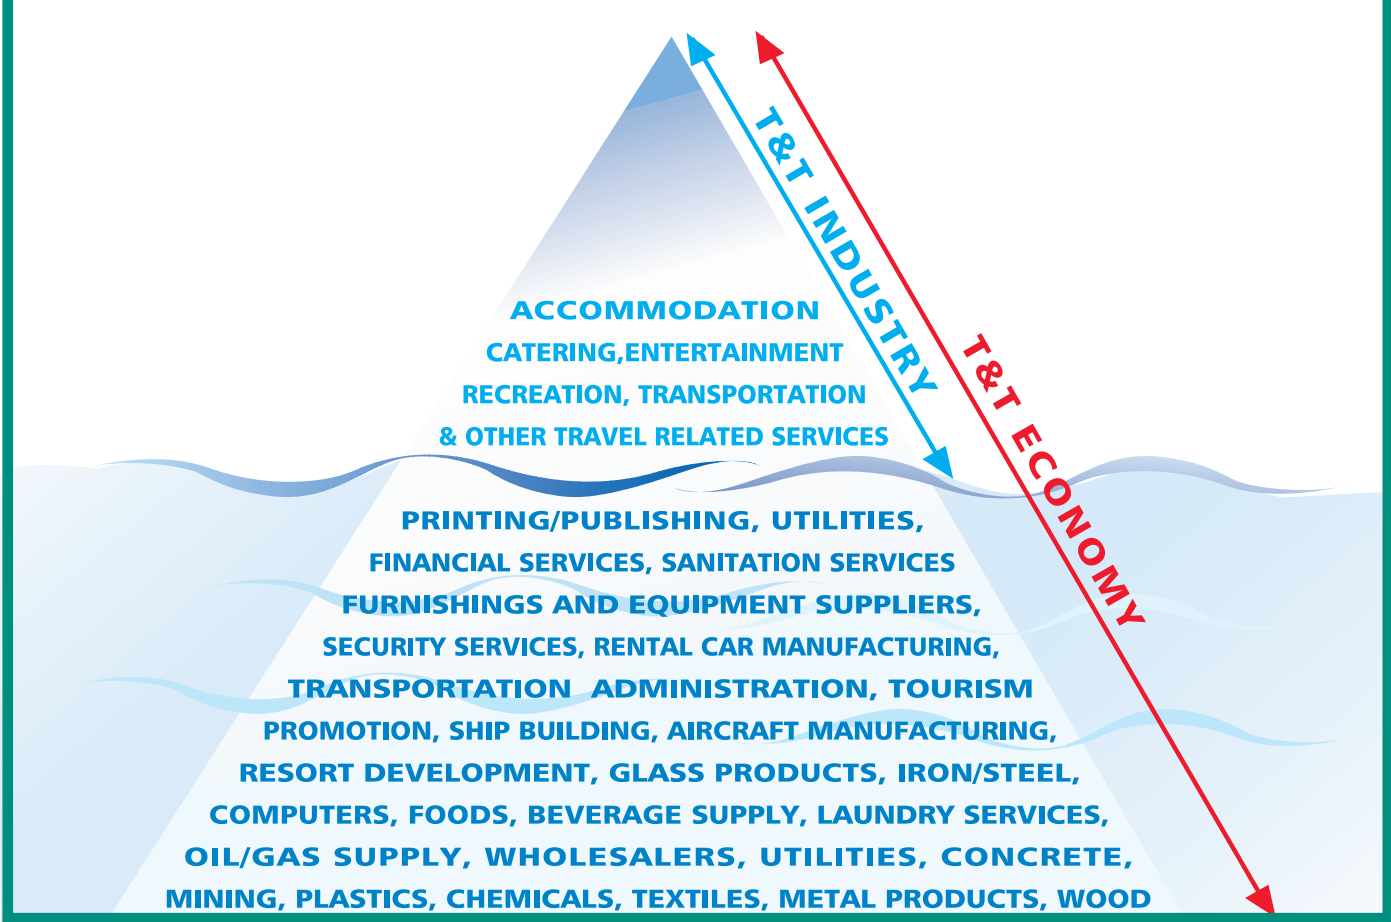 T&T INDUSTRY
T&T ECONOMY
ACCOMMODATION
CATERING,ENTERTAINMENT
RECREATION, TRANSPORTATION
& OTHER TRAVEL RELATED SERVICES
PRINTING/PUBLISHING, UTILITIES,
FINANCIAL SERVICES, SANITATION SERVICES
FURNISHINGS AND EQUIPMENT SUPPLIERS,
SECURITY SERVICES, RENTAL CAR MANUFACTURING,
TRANSPORTATION ADMINISTRATION, TOURISM
PROMOTION, SHIP BUILDING, AIRCRAFT MANUFACTURING,
RESORT DEVELOPMENT, GLASS PRODUCTS, IRON/STEEL,
COMPUTERS, FOODS, BEVERAGE SUPPLY, LAUNDRY SERVICES,
OIL/GAS SUPPLY, WHOLESALERS, UTILITIES, CONCRETE,
MINING, PLASTICS, CHEMICALS, TEXTILES, METAL PRODUCTS, WOOD